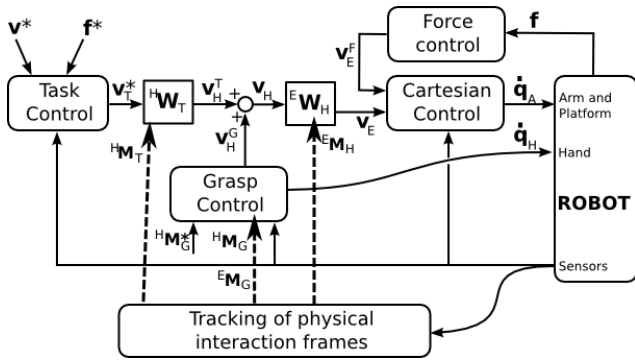 v* f*
Force control
f
v_E^F
Task Control
v_T^*
^H W_T
v_H^T
+
+
v_H
^E W_H
v_E
Cartesian Control
q̇_A
Arm and Platform
^H M_T
v_H^G
^E M_H
q̇_H
Hand
Grasp Control
ROBOT
^H M_G^*
^H M_G
Sensors
^E M_G
Tracking of physical
interaction frames